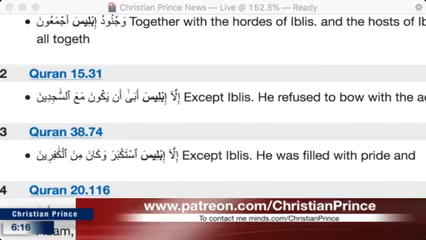 Christian Prince News — Live @ 152.5% — Ready
وَجُنُودُ إِبْلِيسَ أَجْمَعُونَ Together with the hordes of Iblis. and the hosts of Ib
all togeth
2 Quran 15.31
• إِلَّآ إِبْلِيسَ أَبَىٰٓ أَن يَكُونَ مَعَ ٱلسَّٰجِدِينَ Except Iblis. He refused to bow with the ad
3 Quran 38.74
• إِلَّآ إِبْلِيسَ ٱسْتَكْبَرَ وَكَانَ مِنَ ٱلْكَٰفِرِينَ Except Iblis. He was filled with pride and
4 Quran 20.116
Christian Prince
www.patreon.com/ChristianPrince
6:16
To contact me minds.com/ChristianPrince